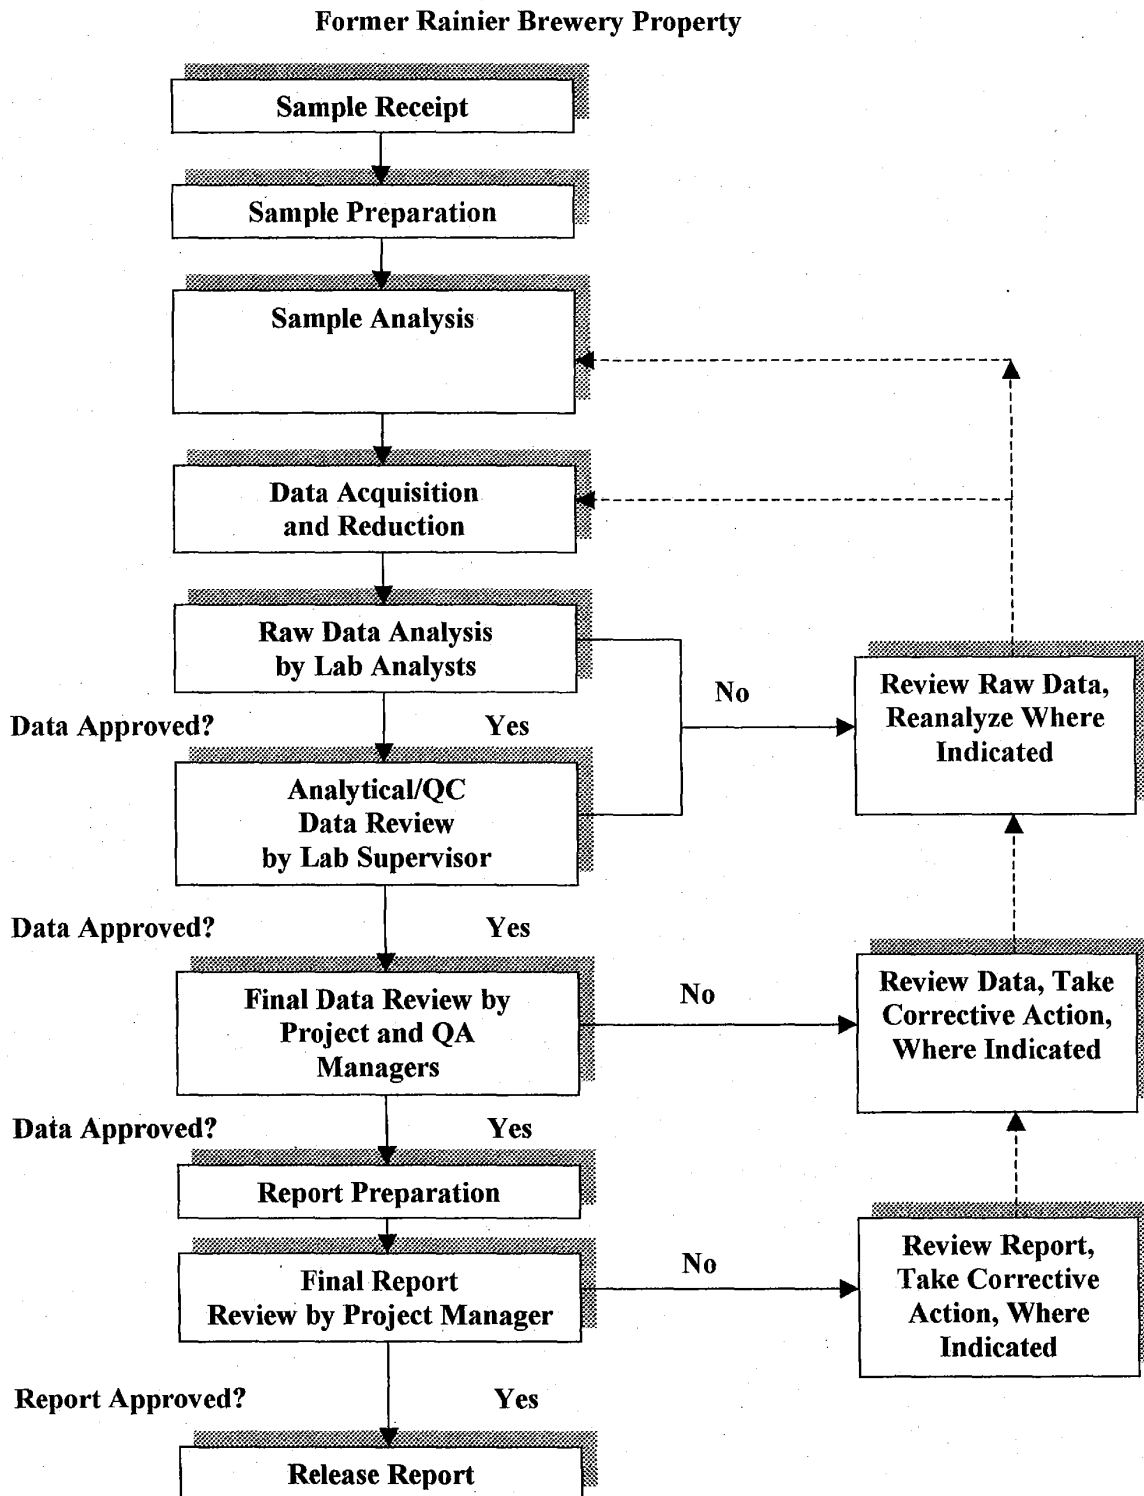 Former Rainier Brewery Property
Sample Receipt
Sample Preparation
Sample Analysis
Data Acquisition
and Reduction
Raw Data Analysis
by Lab Analysts
No
Review Raw Data,
Reanalyze Where
Indicated
Data Approved?
Yes
Analytical/QC
Data Review
by Lab Supervisor
Data Approved?
Yes
Final Data Review by
Project and QA
Managers
No
Review Data, Take
Corrective Action,
Where Indicated
Data Approved?
Yes
Report Preparation
Final Report
Review by Project Manager
No
Review Report,
Take Corrective
Action, Where
Indicated
Report Approved?
Yes
Release Report